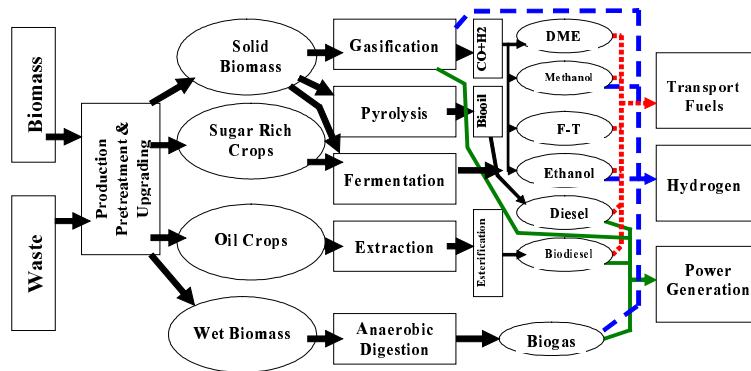 Biomass
Waste
Production
Pretreatment &
Upgrading
Solid
Biomass
Sugar Rich
Crops
Oil Crops
Wet Biomass
Gasification
Pyrolysis
Fermentation
Extraction
Anaerobic
Digestion
CO+H2
Biooil
Esterification
DME
Methanol
F-T
Ethanol
Diesel
Biodiesel
Biogas
Transport
Fuels
Hydrogen
Power
Generation